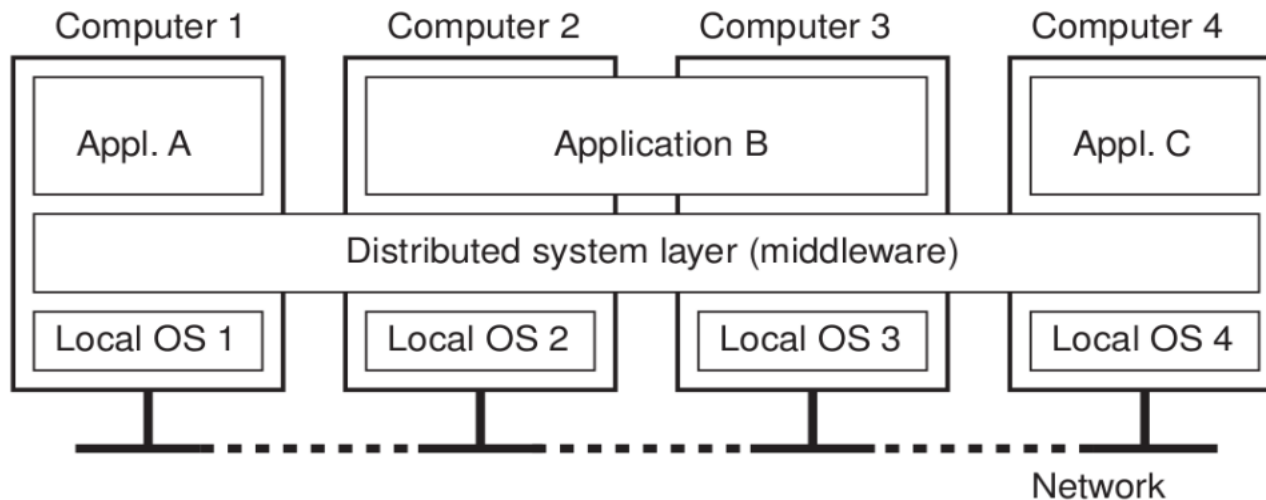 Computer 1
Computer 2
Computer 3
Computer 4
Appl. A
Application B
Appl. C
Distributed system layer (middleware)
Local OS 1
Local OS 2
Local OS 3
Local OS 4
Network